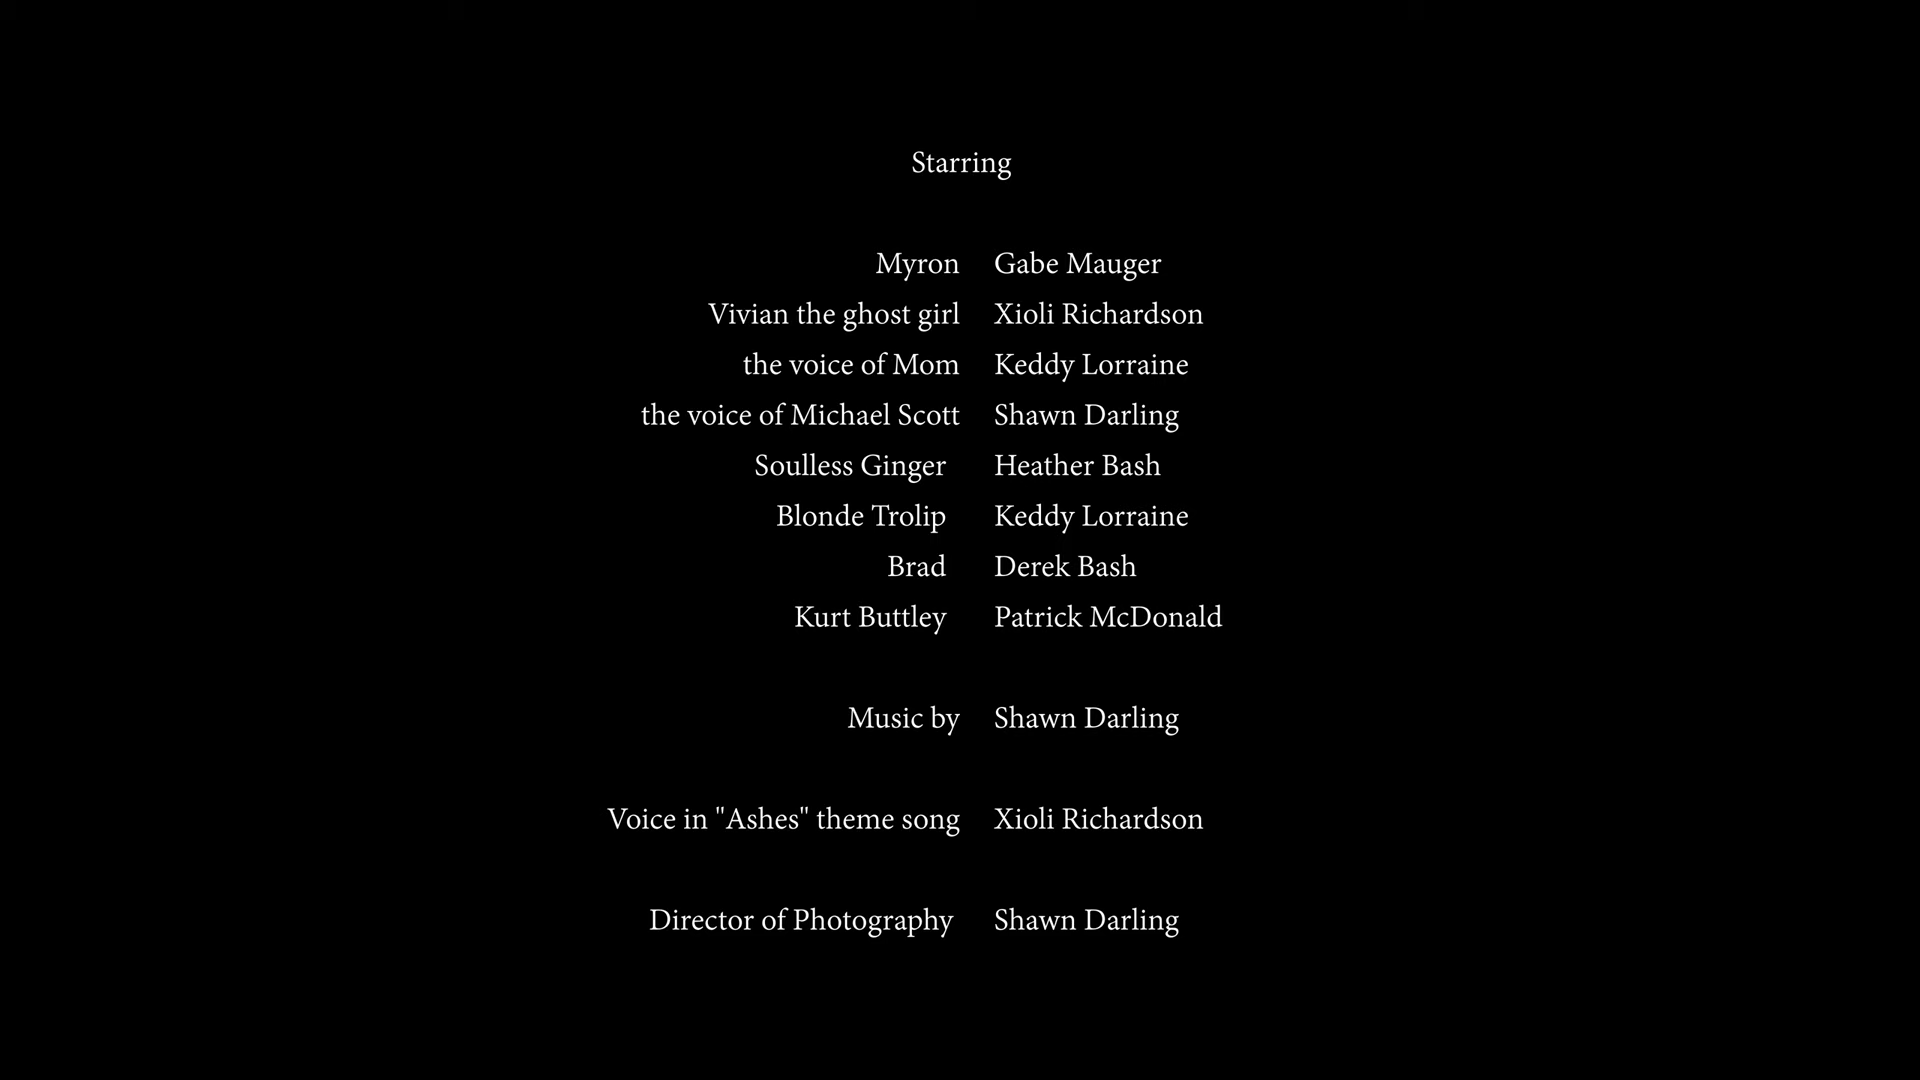 Starring
Myron Gabe Mauger
Vivian the ghost girl Xioli Richardson
the voice of Mom Keddy Lorraine
the voice of Michael Scott Shawn Darling
Soulless Ginger Heather Bash
Blonde Trolip Keddy Lorraine
Brad Derek Bash
Kurt Buttley Patrick McDonald
Music by Shawn Darling
Voice in "Ashes" theme song Xioli Richardson
Director of Photography Shawn Darling